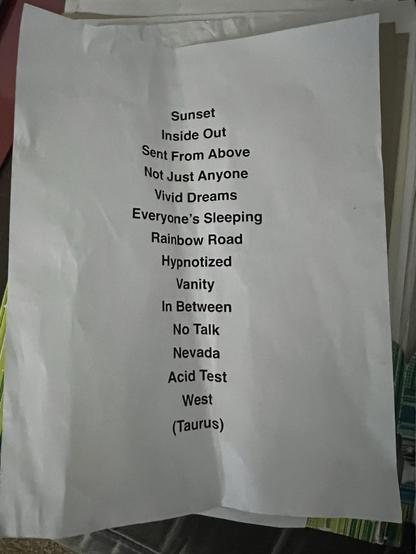 Sunset
Inside Out
Sent From Above
Not Just Anyone
Vivid Dreams
Everyone's Sleeping
Rainbow Road
Hypnotized
Vanity
In Between
No Talk
Nevada
Acid Test
West
(Taurus)